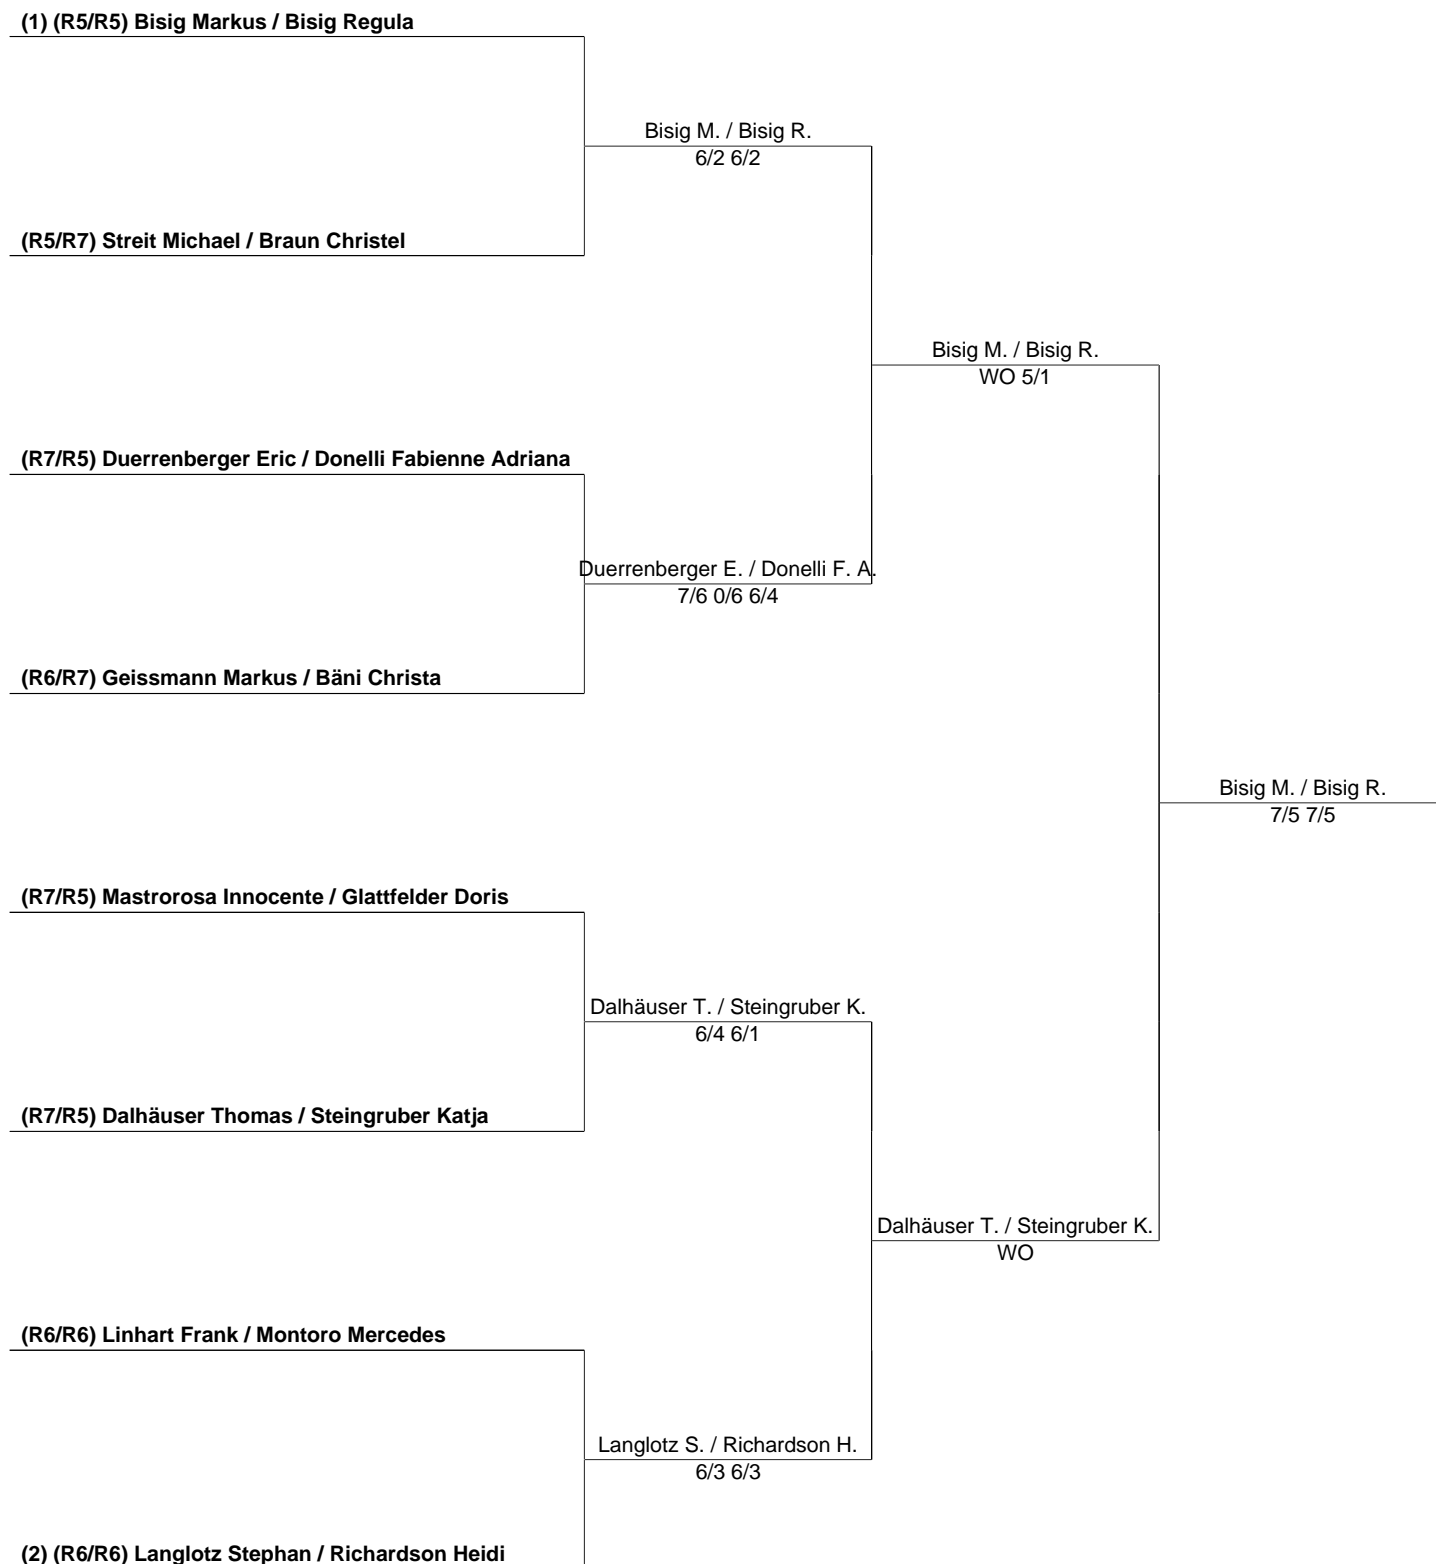 (1) (R5/R5) Bisig Markus / Bisig Regula
Bisig M. / Bisig R.
6/2 6/2
(R5/R7) Streit Michael / Braun Christel
Bisig M. / Bisig R.
WO 5/1
(R7/R5) Duerrenberger Eric / Donelli Fabienne Adriana
Duerrenberger E. / Donelli F. A.
7/6 0/6 6/4
(R6/R7) Geissmann Markus / Bäni Christa
Bisig M. / Bisig R.
7/5 7/5
(R7/R5) Mastrorosa Innocente / Glattfelder Doris
Dalhäuser T. / Steingruber K.
6/4 6/1
(R7/R5) Dalhäuser Thomas / Steingruber Katja
Dalhäuser T. / Steingruber K.
WO
(R6/R6) Linhart Frank / Montoro Mercedes
Langlotz S. / Richardson H.
6/3 6/3
(2) (R6/R6) Langlotz Stephan / Richardson Heidi